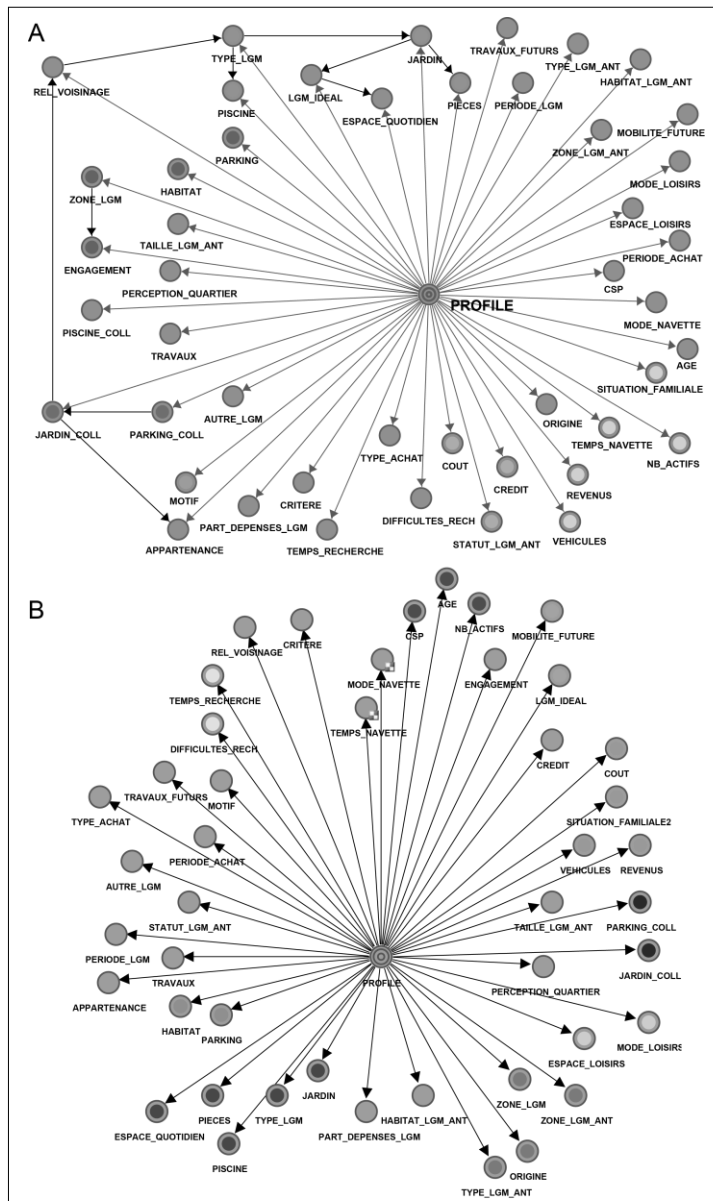 A
TRAVAUX_FUTURS
TYPE_LGM
JARDIN
TYPE_LGM_ANT
REL_VOISINAGE
HABITAT_LGM_ANT
LGM_IDEAL
PIECES
PERIODE_LGM
PISCINE
ESPACE_QUOTIDIEN
MOBILITE_FUTURE
PARKING
ZONE_LGM_ANT
HABITAT
MODE_LOISIRS
ZONE_LGM
ESPACE_LOISIRS
TAILLE_LGM_ANT
PERIODE_ACHAT
ENGAGEMENT
CSP
PERCEPTION_QUARTIER
PROFILE
MODE_NAVETTE
PISCINE_COLL
TRAVAUX
AGE
SITUATION_FAMILIALE
AUTRE_LGM
ORIGINE
JARDIN_COLL
PARKING_COLL
TEMPS_NAVETTE
TYPE_ACHAT
COUT
NB_ACTIFS
MOTIF
CREDIT
REVENUS
CRITERE
PART_DEPENSES_LGM
DIFFICULTES_RECH
APPARTENANCE
TEMPS_RECHERCHE
STATUT_LGM_ANT
VEHICULES
B
AGE
NB_ACTIFS
CSP
MOBILITE_FUTURE
CRITERE
REL_VOISINAGE
MODE_NAVETTE
ENGAGEMENT
TEMPS_RECHERCHE
LGM_IDEAL
TEMPS_NAVETTE
DIFFICULTES_RECH
CREDIT
COUT
TRAVAUX_FUTURS
MOTIF
TYPE_ACHAT
SITUATION_FAMILIALE2
PERIODE_ACHAT
VEHICULES
REVENUS
AUTRE_LGM
STATUT_LGM_ANT
TAILLE_LGM_ANT
PARKING_COLL
PERIODE_LGM
JARDIN_COLL
TRAVAUX
PROFILE
PERCEPTION_QUARTIER
APPARTENANCE
HABITAT
PARKING
MODE_LOISIRS
ESPACE_LOISIRS
JARDIN
ZONE_LGM
PIECES
TYPE_LGM
HABITAT_LGM_ANT
ZONE_LGM_ANT
ESPACE_QUOTIDIEN
PART_DEPENSES_LGM
PISCINE
ORIGINE
TYPE_LGM_ANT